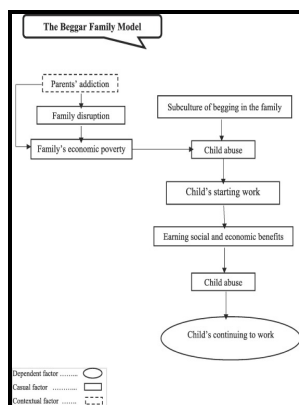 The Beggar Family Model
Parents' addiction
Family disruption
Family's economic poverty
Subculture of begging in the family
Child abuse
Child's starting work
Earning social and economic benefits
Child abuse
Child's continuing to work
Dependent factor ........
Casual factor ............
Contextual factor .......